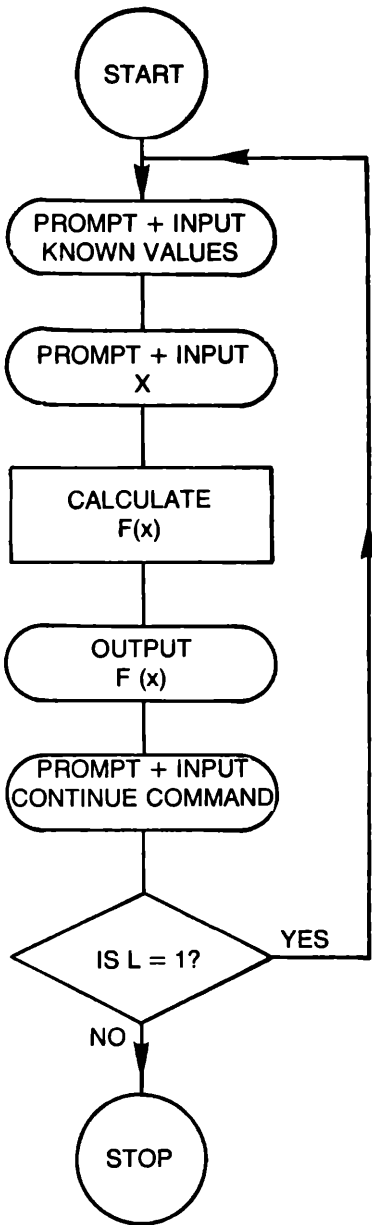 START
PROMPT + INPUT
KNOWN VALUES
PROMPT + INPUT
X
CALCULATE
F(x)
OUTPUT
F (x)
PROMPT + INPUT
CONTINUE COMMAND
IS L = 1?
YES
NO
STOP